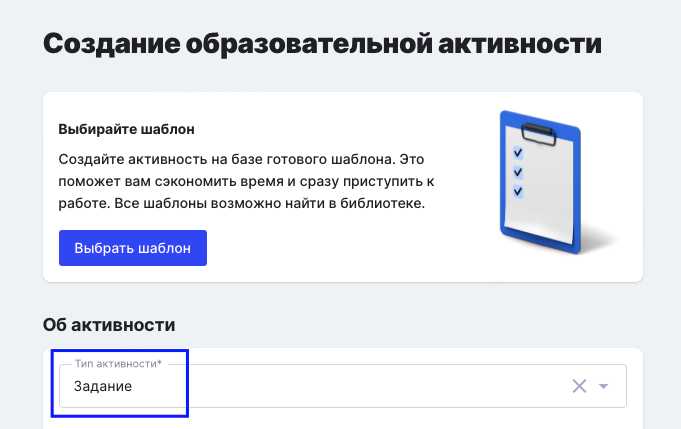 Создание образовательной активности
Выбирайте шаблон
Создайте активность на базе готового шаблона. Это
поможет вам сэкономить время и сразу приступить к
работе. Все шаблоны возможно найти в библиотеке.
Выбрать шаблон
Об активности
Тип активности*
Задание